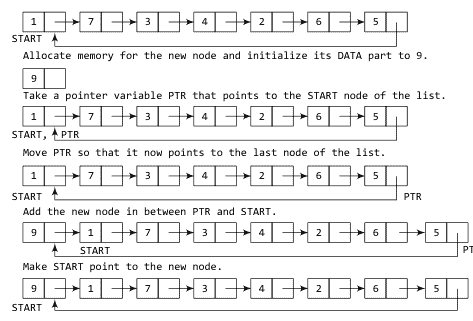 1 7 3 4 2 6 5
START
Allocate memory for the new node and initialize its DATA part to 9.
9
Take a pointer variable PTR that points to the START node of the list.
1 7 3 4 2 6 5
START, PTR
Move PTR so that it now points to the last node of the list.
1 7 3 4 2 6 5
START PTR
Add the new node in between PTR and START.
9 1 7 3 4 2 6 5
START
Make START point to the new node.
9 1 7 3 4 2 6 5
START